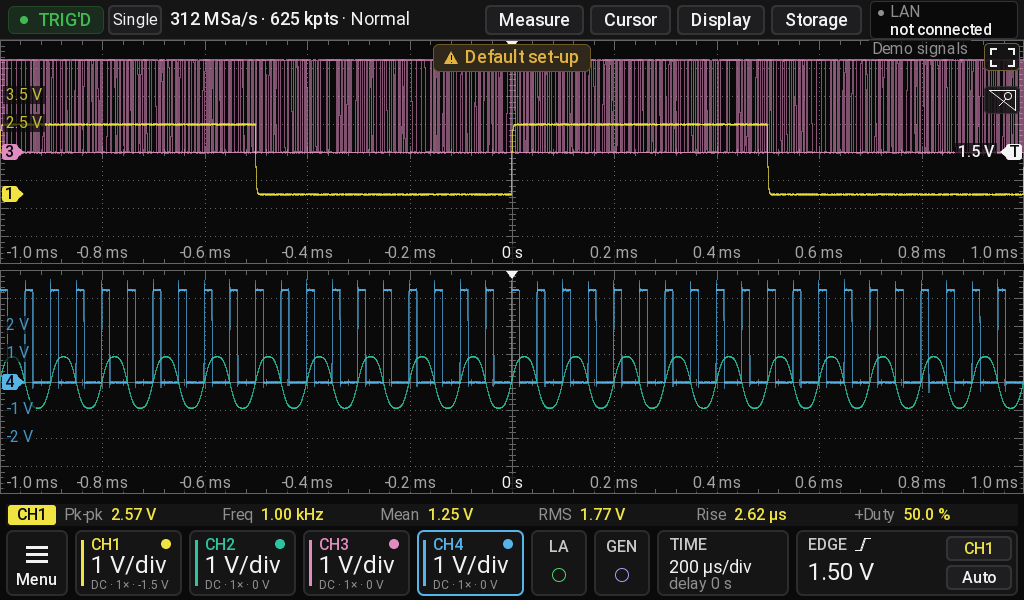 TRIG'D Single 312 MSa/s · 625 kpts · Normal Measure Cursor Display Storage LAN
not connected
Demo signals
Default set-up
3.5 V
2.5 V
3 1.5 V T
1
-1.0 ms -0.8 ms -0.6 ms -0.4 ms -0.2 ms 0 s 0.2 ms 0.4 ms 0.6 ms 0.8 ms 1.0 ms
2 V
1 V
4
-1 V
-2 V
-1.0 ms -0.8 ms -0.6 ms -0.4 ms -0.2 ms 0 s 0.2 ms 0.4 ms 0.6 ms 0.8 ms 1.0 ms
CH1 Pk-pk 2.57 V Freq 1.00 kHz Mean 1.25 V RMS 1.77 V Rise 2.62 µs +Duty 50.0 %
Menu
CH1
1 V/div
DC · 1× · -1.5 V
CH2
1 V/div
DC · 1× · 0 V
CH3
1 V/div
DC · 1× · 0 V
CH4
1 V/div
DC · 1× · 0 V
LA
GEN
TIME
200 µs/div
delay 0 s
EDGE
1.50 V
CH1
Auto